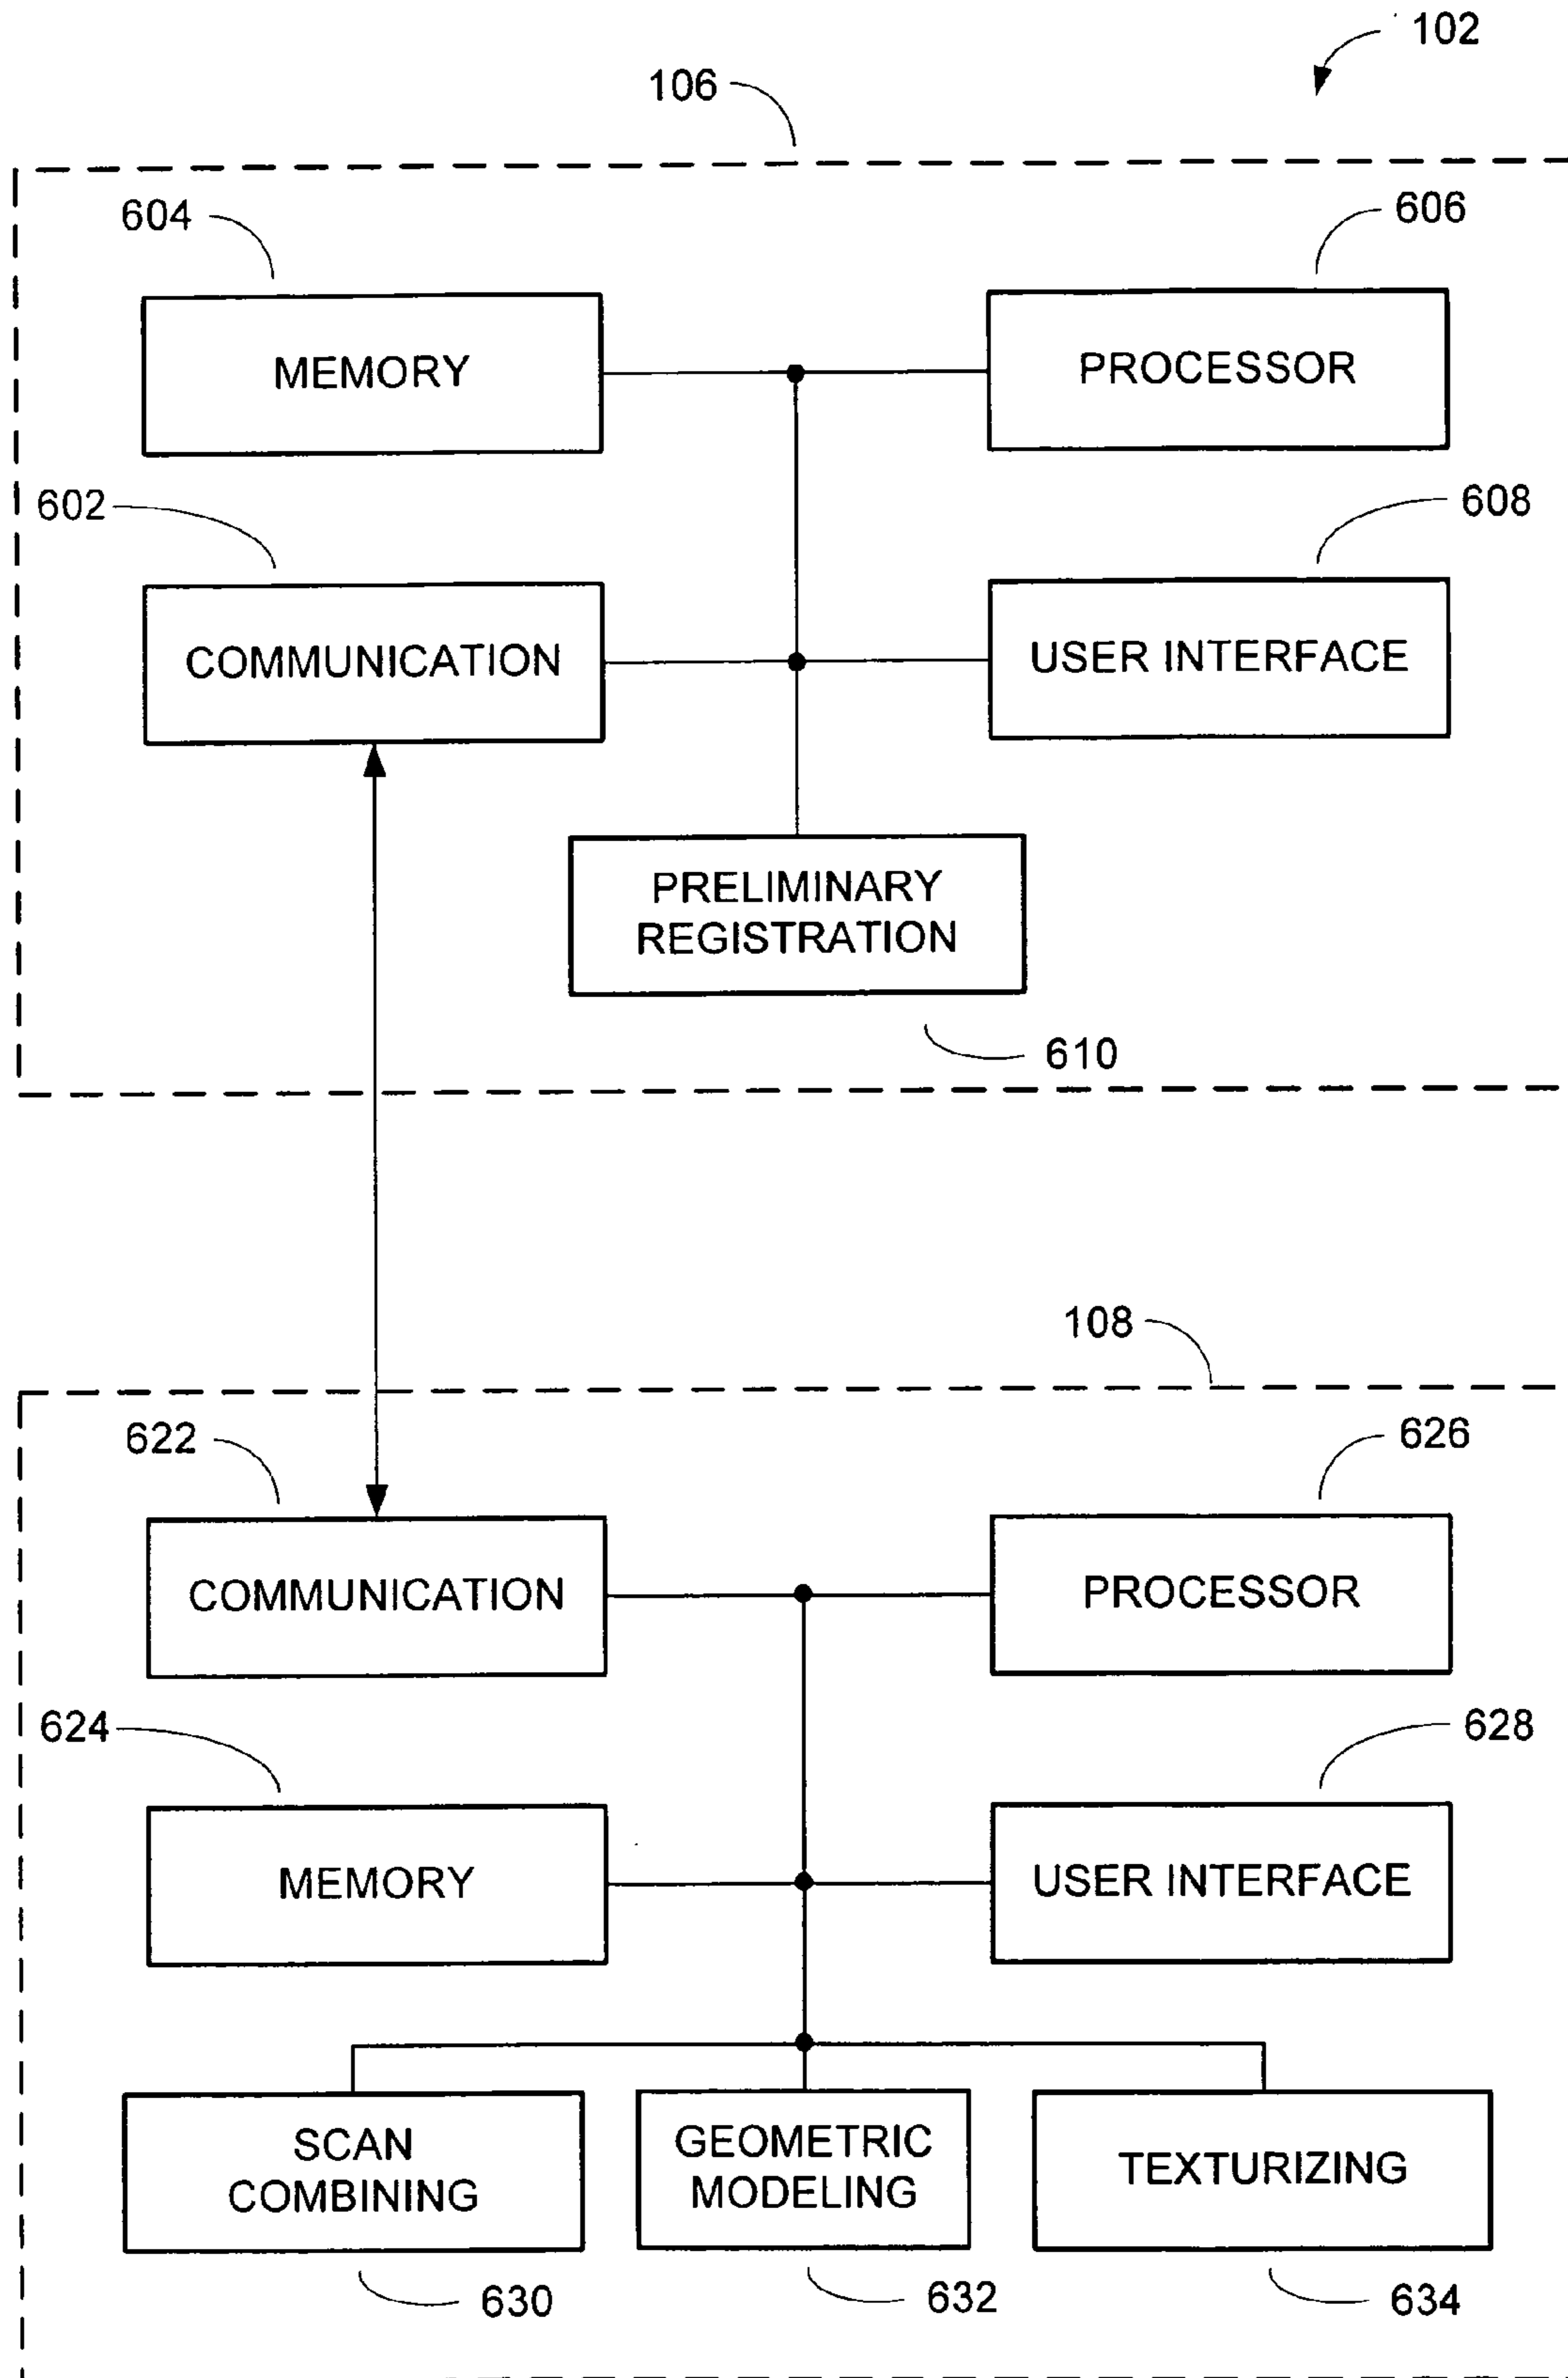 102
106
604
606
MEMORY
PROCESSOR
602
608
COMMUNICATION
USER INTERFACE
PRELIMINARY
REGISTRATION
610
108
622
626
COMMUNICATION
PROCESSOR
624
628
MEMORY
USER INTERFACE
SCAN
COMBINING
GEOMETRIC
MODELING
TEXTURIZING
630
632
634